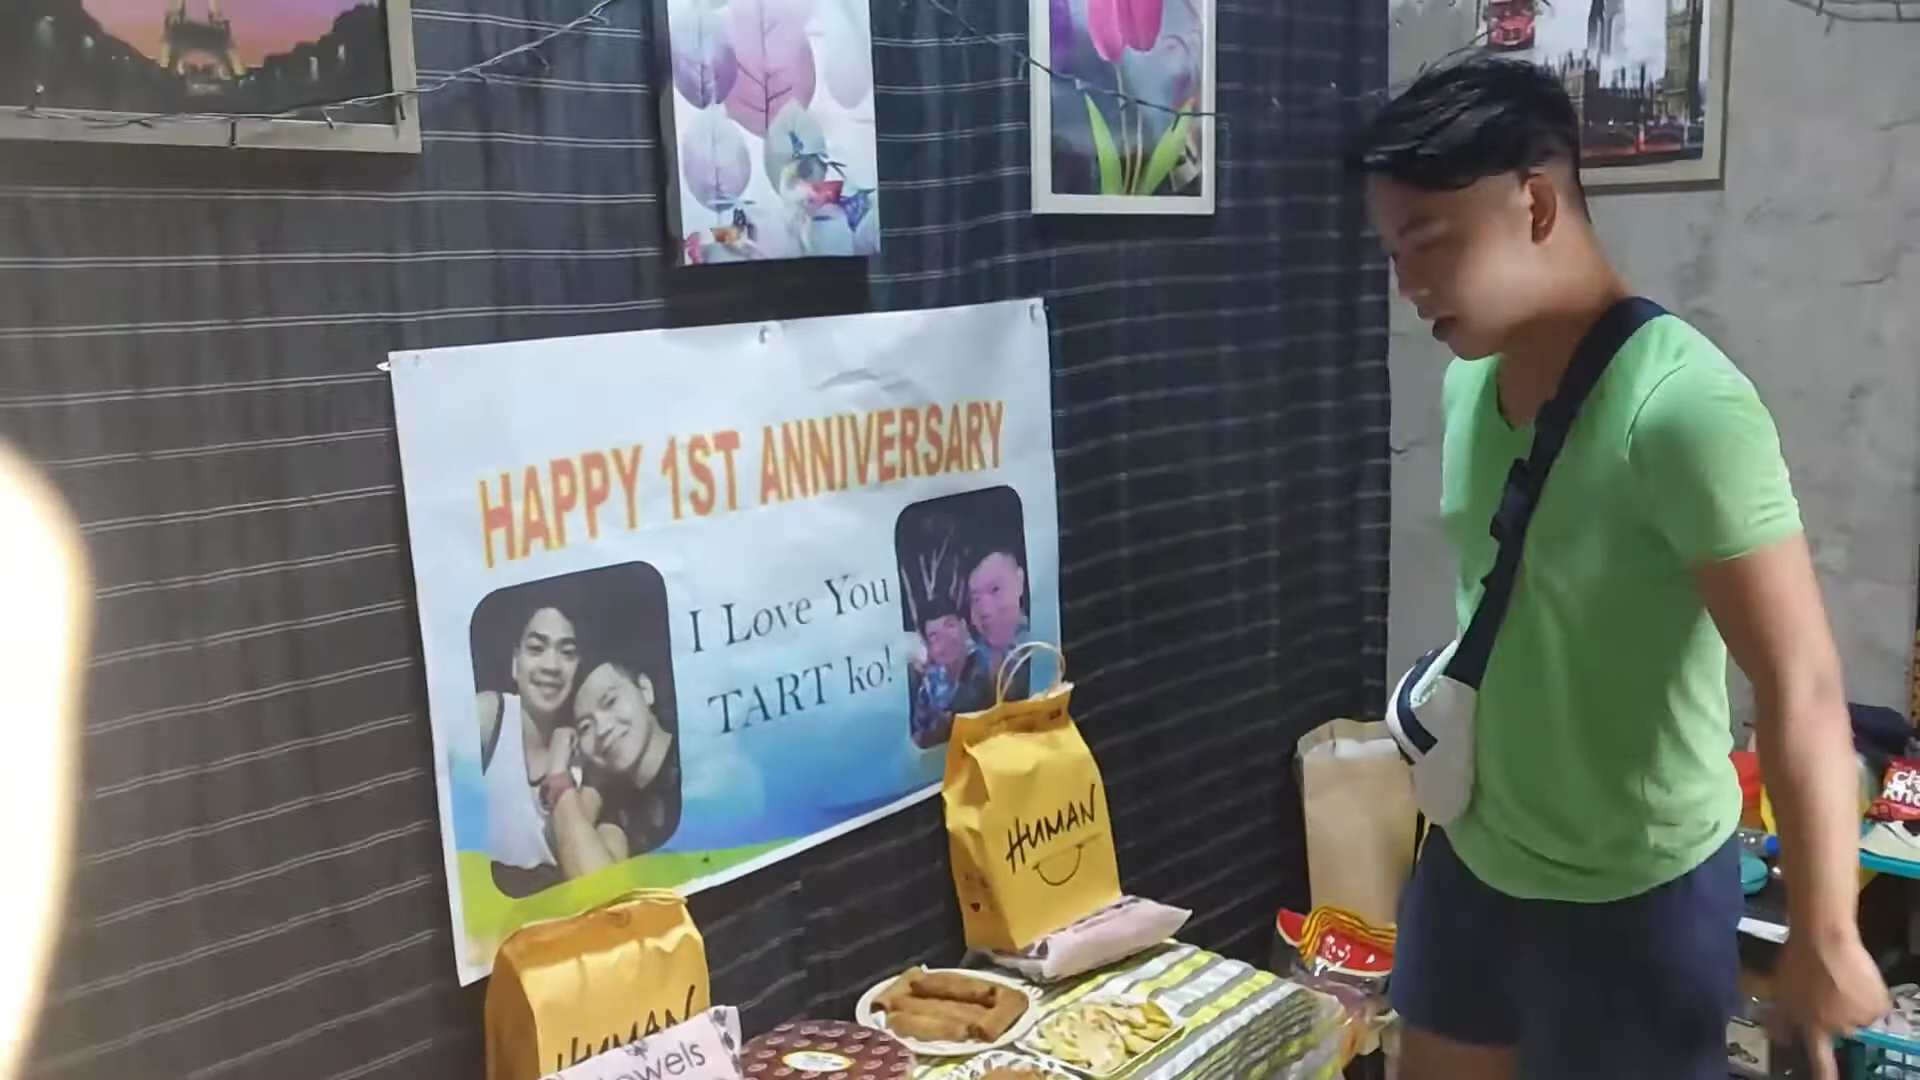 HAPPY 1ST ANNIVERSARY
I Love You
TART ko!
HUMAN
HUMAN